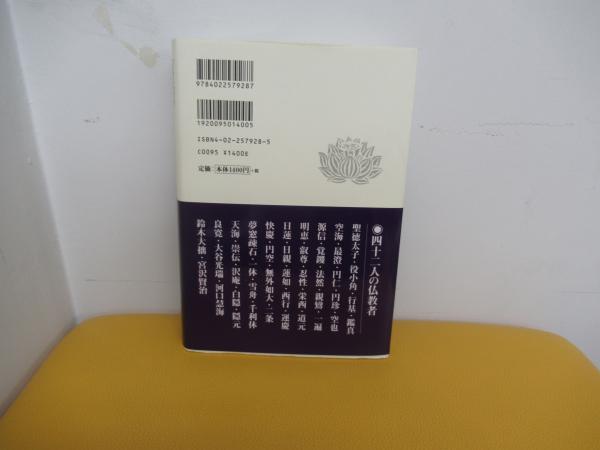 9784022579287
1920095014005
ISBN4-02-257928-5
C0095 ¥1400E
定価：本体1400円+税
●四十二人の仏教者
聖徳太子・役小角・行基・鑑真
空海・最澄・円仁・円珍・空也
源信・覚鑁・法然・親鸞・一遍
明恵・叡尊・忍性・栄西・道元
日蓮・日親・蓮如・西行・運慶
快慶・円空・無外如大・二条
夢窓疎石・一休・雪舟・千利休
天海・崇伝・沢庵・白隠・隠元
良寛・大谷光瑞・河口慧海
鈴木大拙・宮沢賢治